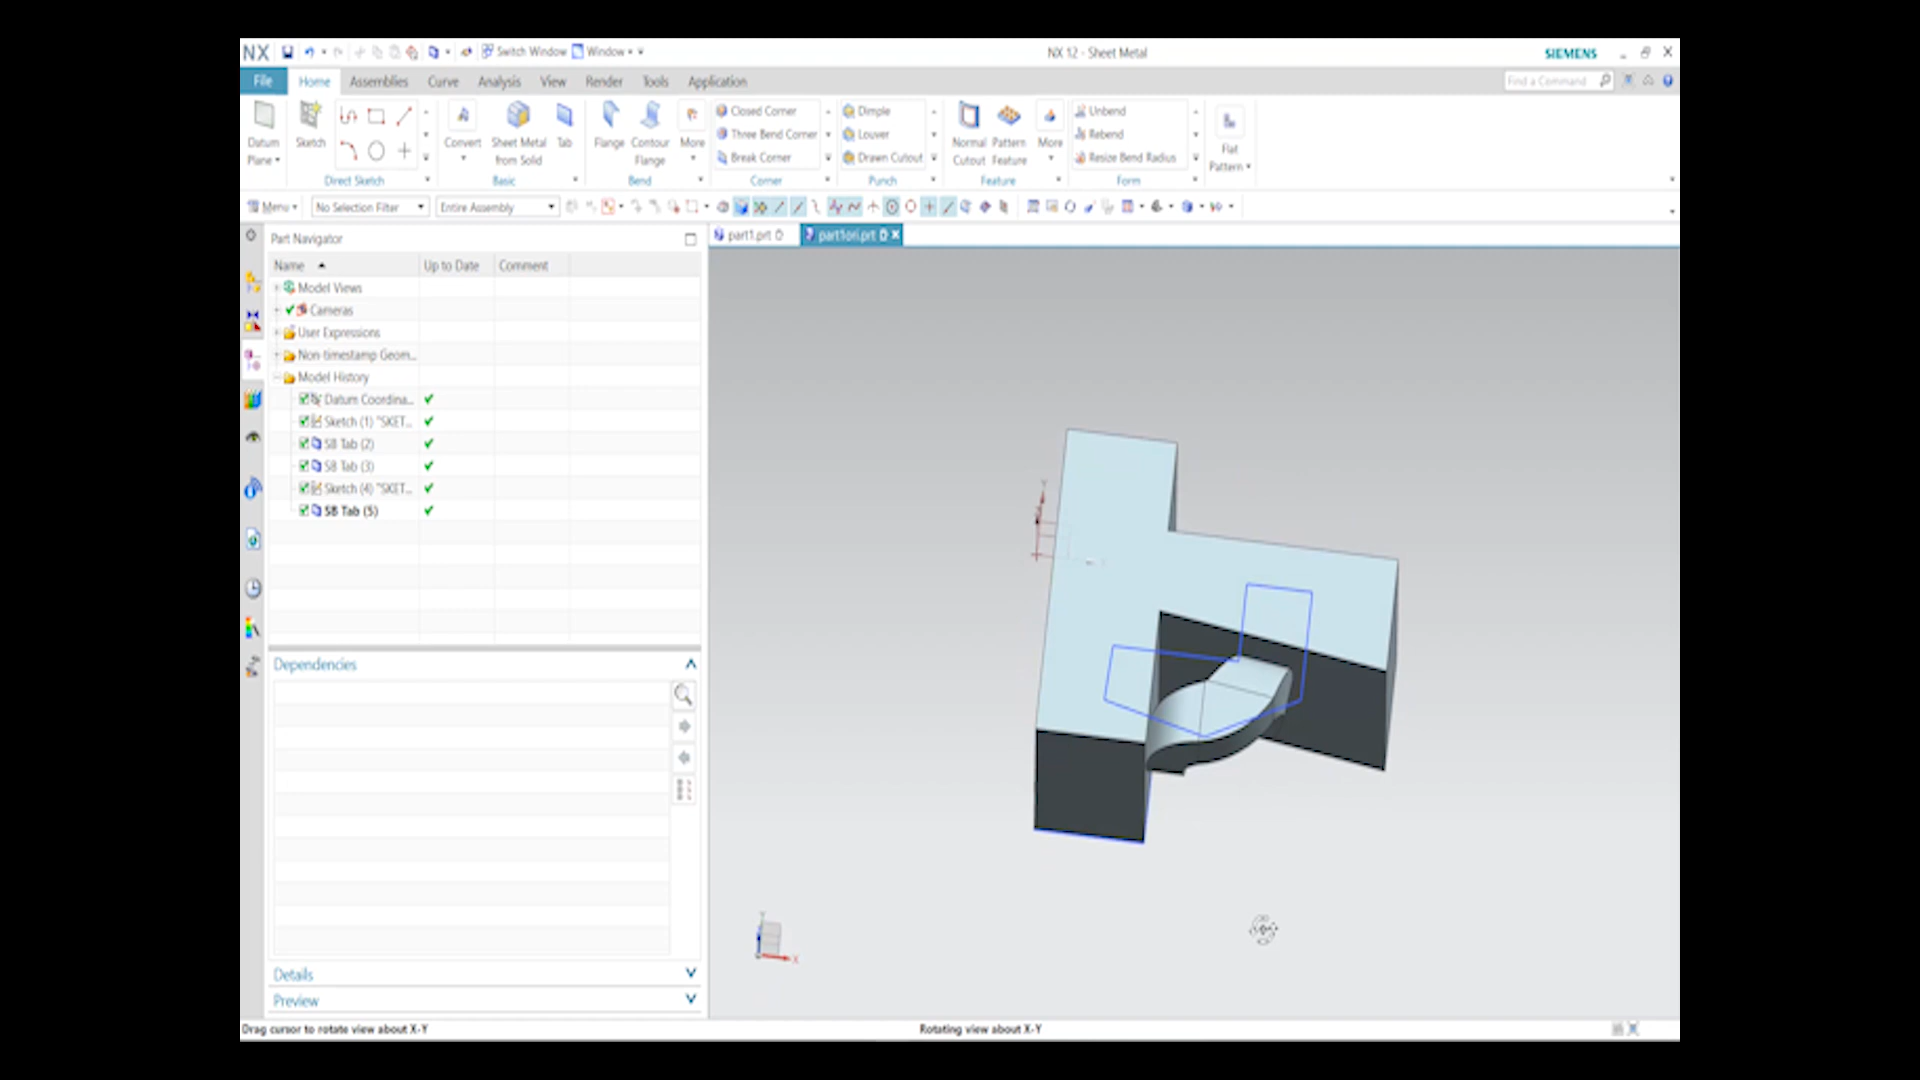 NX Switch Window Window NX 12 - Sheet Metal SIEMENS
File Home Assemblies Curve Analysis View Render Tools Application Find a Command
Datum Plane Sketch Direct Sketch
Convert Sheet Metal from Solid Tab Basic
Flange Contour Flange More Bend
Closed Corner
Three Bend Corner
Break Corner
Corner
Dimple
Louver
Drawn Cutout
Punch
Normal Cutout Pattern Feature More Feature
Unbend
Rebend
Resize Bend Radius
Form
Flat Pattern
Menu No Selection Filter Entire Assembly
Part Navigator
part1.prt part1ori.prt
Name Up to Date Comment
Model Views
Cameras
User Expressions
Non-timestamp Geom...
Model History
Datum Coordina...
Sketch (1) "SKET...
SB Tab (2)
SB Tab (3)
Sketch (4) "SKET...
SB Tab (5)
Dependencies
Details
Preview
Y
X
Drag cursor to rotate view about X-Y Rotating view about X-Y